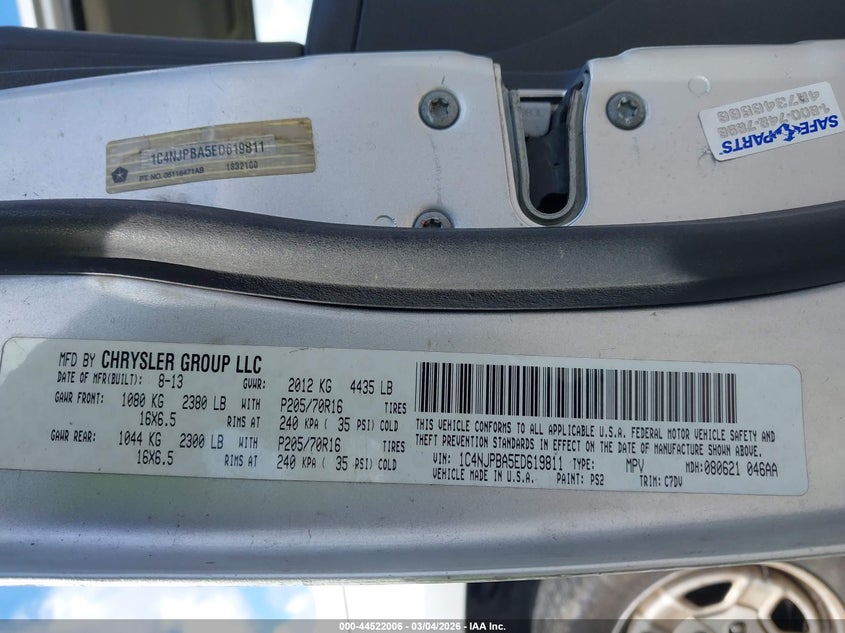 1C4NJPBA5ED619811
PT. NO. 05116471AB 1832100
SAFE PARTS
1-800-742-7896
427346566
MFD BY CHRYSLER GROUP LLC
DATE OF MFR(BUILT): 8-13 GVWR: 2012 KG 4435 LB
GAWR FRONT: 1080 KG 2380 LB WITH P205/70R16 TIRES
16X6.5 RIMS AT 240 KPA ( 35 PSI) COLD
GAWR REAR: 1044 KG 2300 LB WITH P205/70R16 TIRES
16X6.5 RIMS AT 240 KPA ( 35 PSI) COLD
THIS VEHICLE CONFORMS TO ALL APPLICABLE U.S.A. FEDERAL MOTOR VEHICLE SAFETY AND
THEFT PREVENTION STANDARDS IN EFFECT ON THE DATE OF MANUFACTURE SHOWN ABOVE.
VIN: 1C4NJPBA5ED619811 TYPE: MPV MDH:080621 046AA
VEHICLE MADE IN U.S.A. PAINT: PS2 TRIM: C7DV
000-44522006 | 03/04/2026 | IAA, Inc.